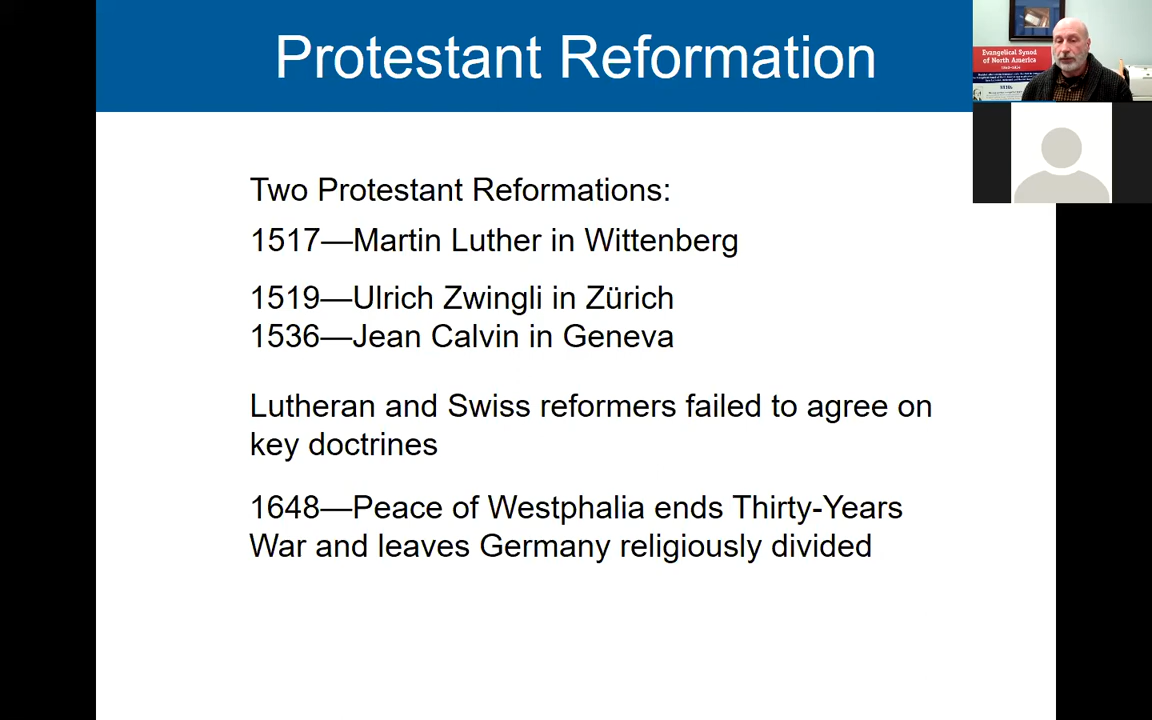 Protestant Reformation
Evangelical Synod
of North America
Two Protestant Reformations:
1517—Martin Luther in Wittenberg
1519—Ulrich Zwingli in Zürich
1536—Jean Calvin in Geneva
Lutheran and Swiss reformers failed to agree on
key doctrines
1648—Peace of Westphalia ends Thirty-Years
War and leaves Germany religiously divided